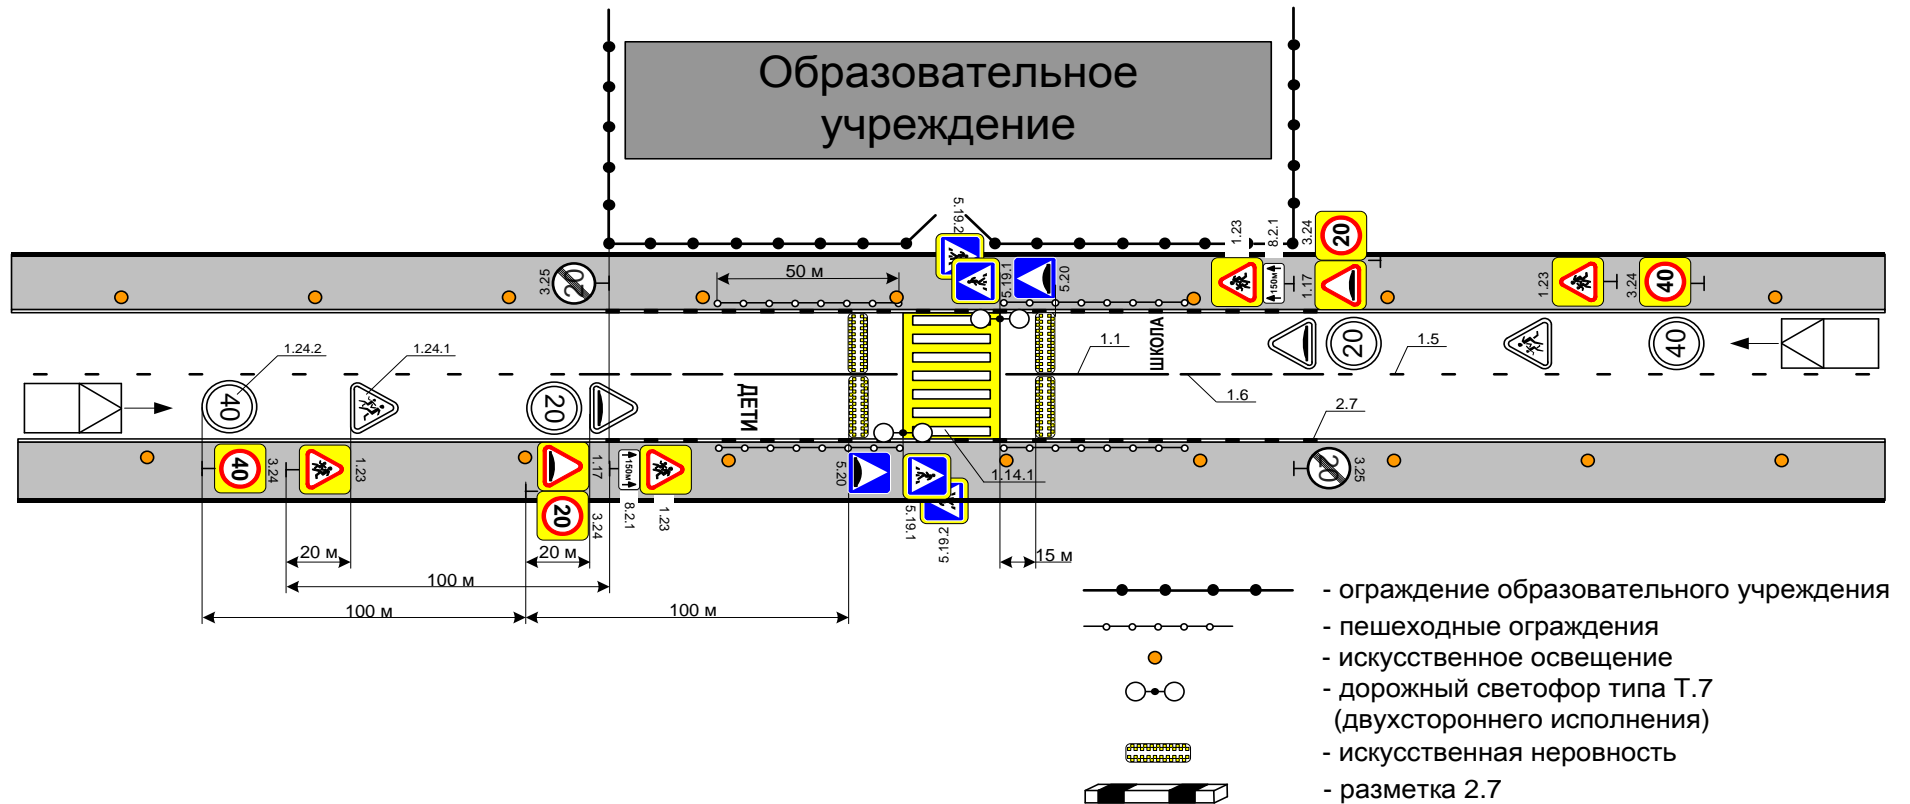 Образовательное
учреждение
5.19.2
1.23
8.2.1
3.24
20
3.25
20
50 м
5.19.1
5.20
150м
1.17
1.23
3.24
40
1.24.2
1.24.1
1.1
ШКОЛА
20
40
1.5
1.6
40
20
ДЕТИ
2.7
40
3.24
1.23
1.17
150м
8.2.1
1.23
20
3.24
5.20
5.19.1
5.19.2
1.14.1
20
3.25
20 м
20 м
15 м
100 м
100 м
100 м
- ограждение образовательного учреждения
- пешеходные ограждения
- искусственное освещение
- дорожный светофор типа Т.7
(двухстороннего исполнения)
- искусственная неровность
- разметка 2.7